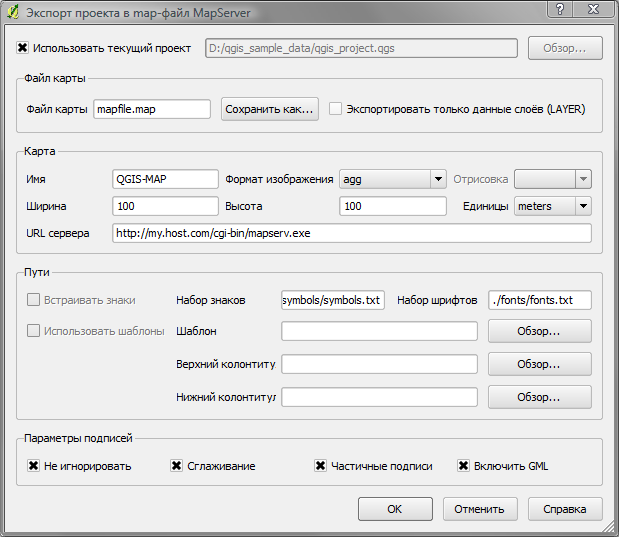 Экспорт проекта в map-файл MapServer
Использовать текущий проект D:/qgis_sample_data/qgis_project.qgs Обзор...
Файл карты
Файл карты mapfile.map Сохранить как... Экспортировать только данные слоёв (LAYER)
Карта
Имя QGIS-MAP Формат изображения agg Отрисовка
Ширина 100 Высота 100 Единицы meters
URL сервера http://my.host.com/cgi-bin/mapserv.exe
Пути
Встраивать знаки Набор знаков symbols/symbols.txt Набор шрифтов ./fonts/fonts.txt
Использовать шаблоны Шаблон Обзор...
Верхний колонтиту Обзор...
Нижний колонтитул Обзор...
Параметры подписей
Не игнорировать Сглаживание Частичные подписи Включить GML
OK Отменить Справка